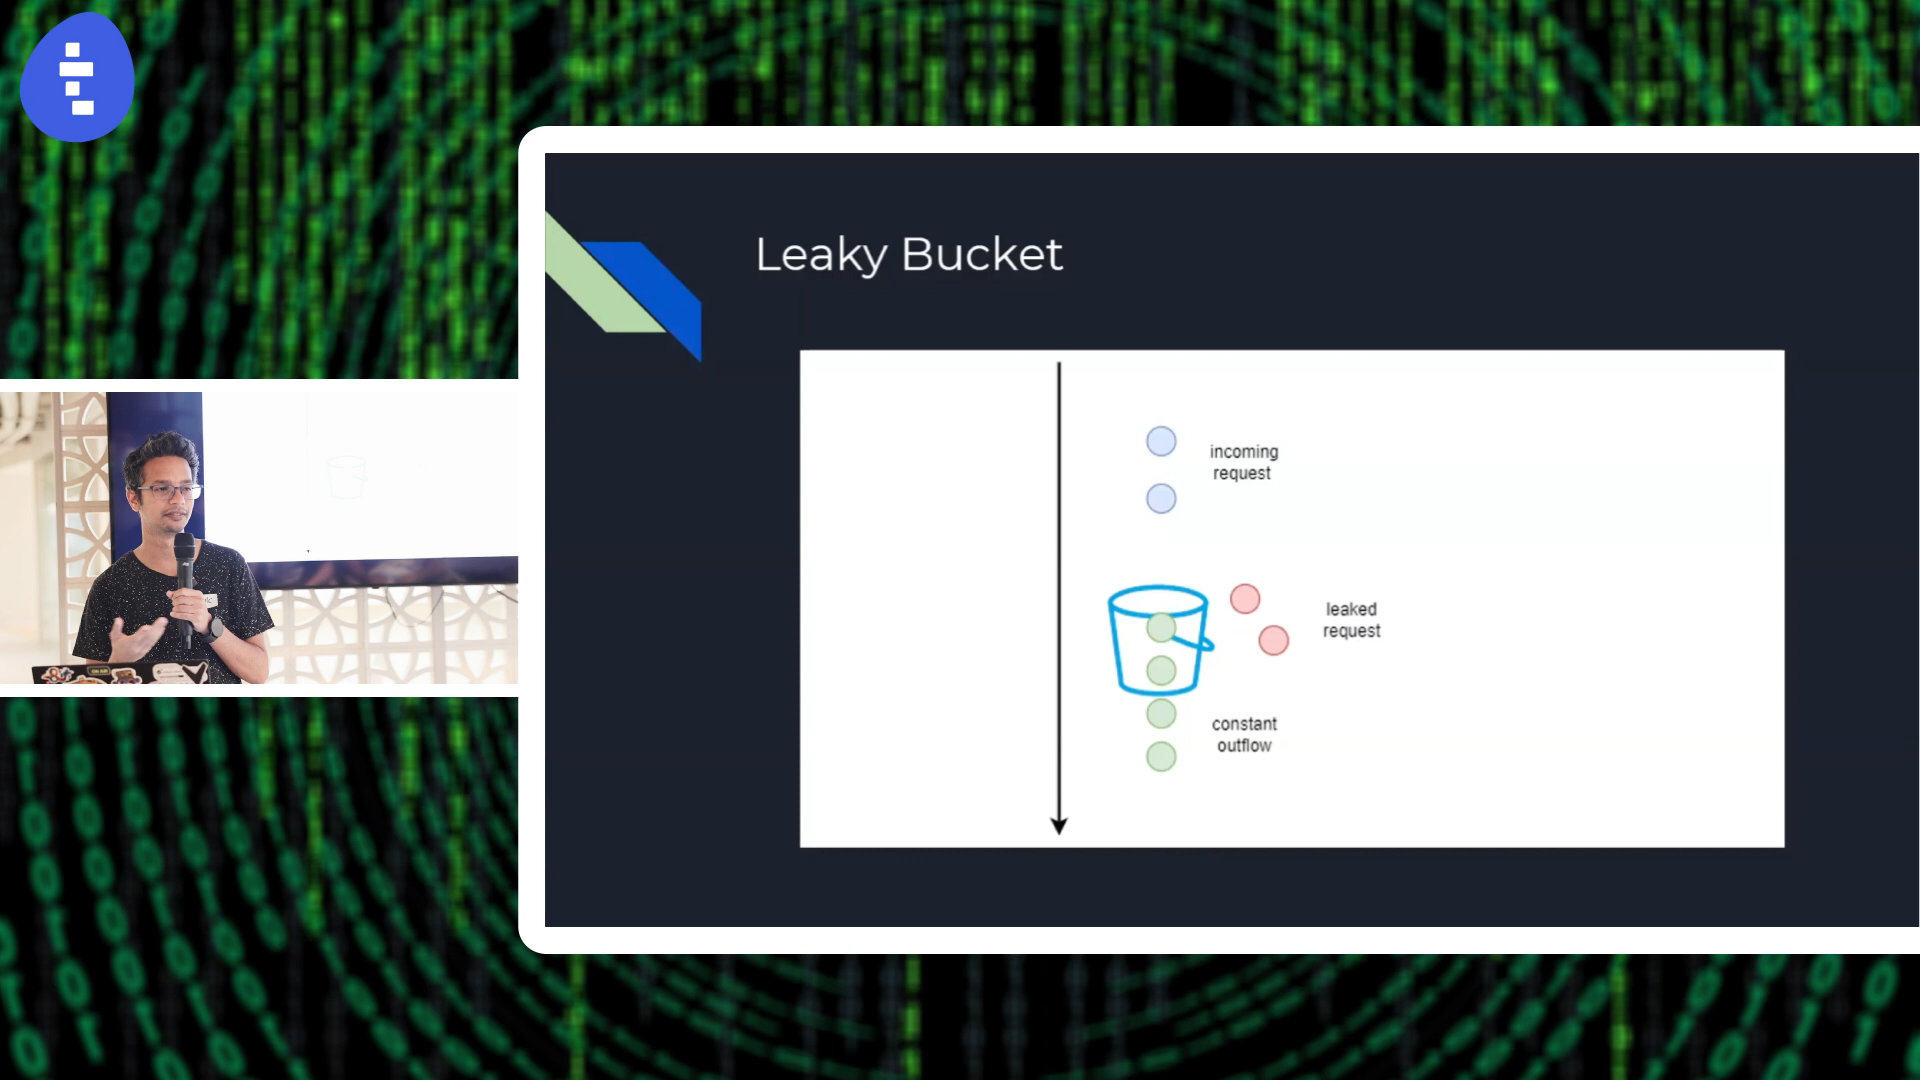 Leaky Bucket
incoming
request
leaked
request
constant
outflow